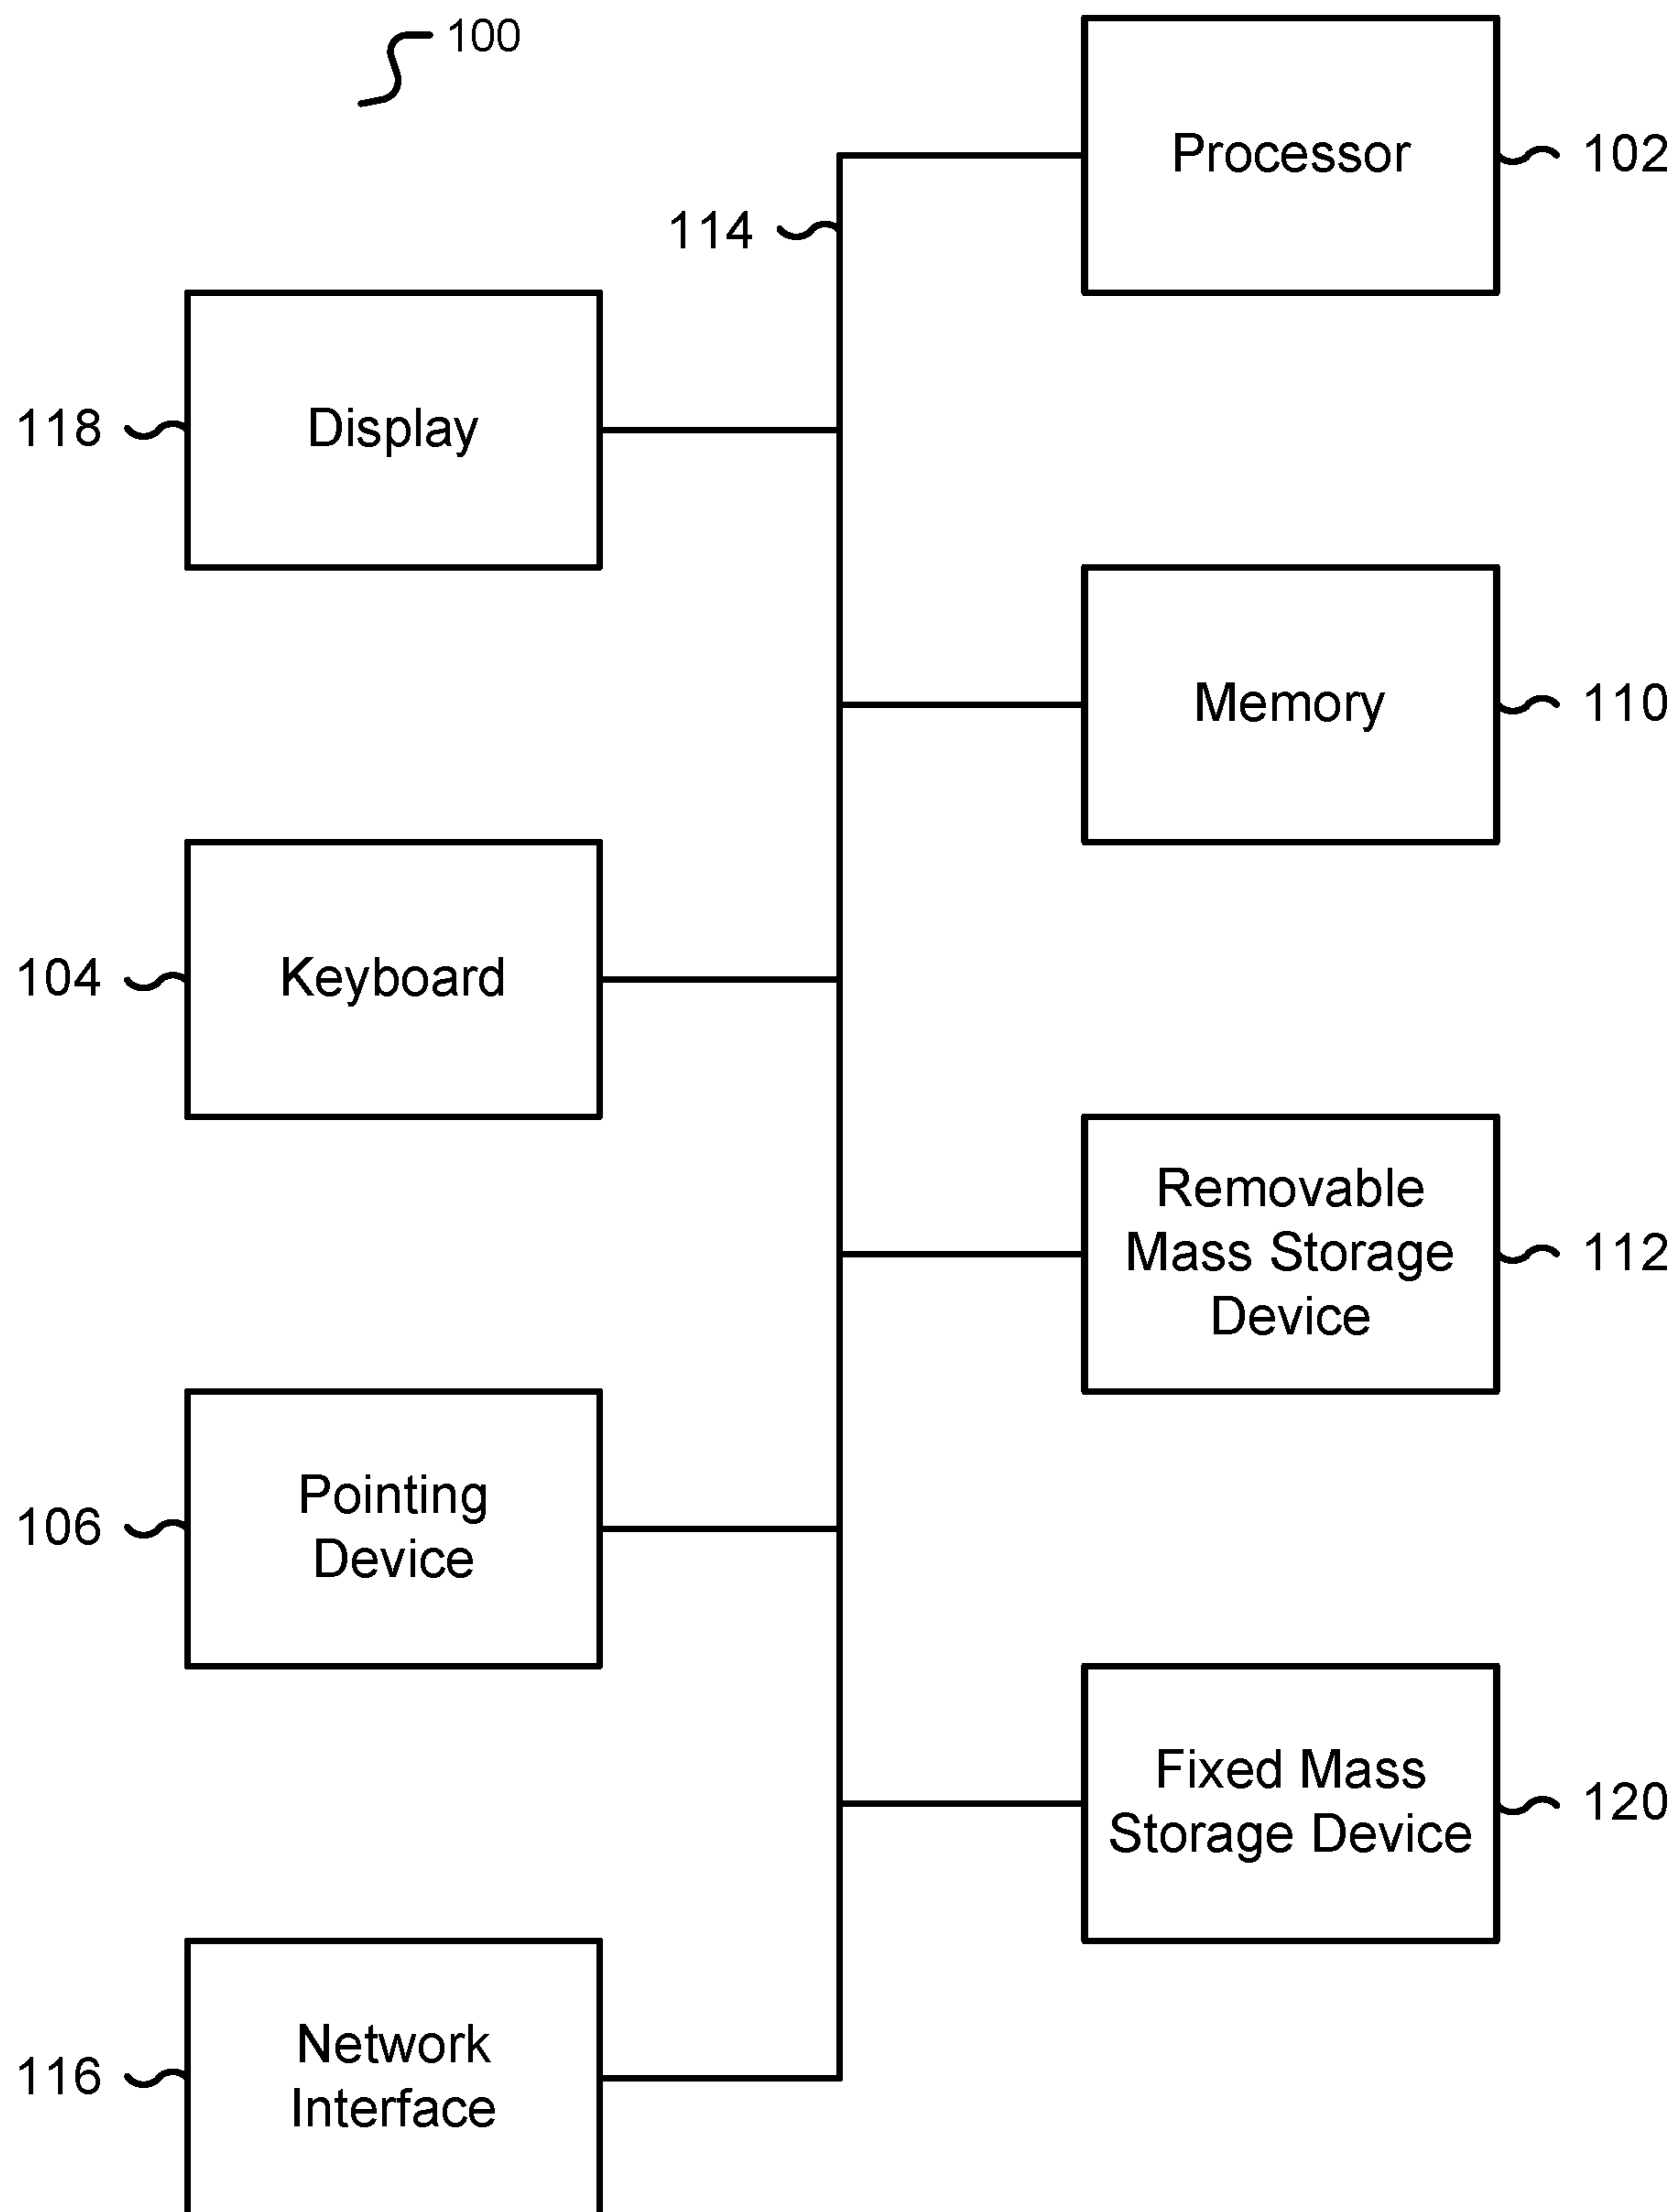 100
Processor
102
114
118
Display
Memory
110
104
Keyboard
Removable
Mass Storage
Device
112
106
Pointing
Device
Fixed Mass
Storage Device
120
116
Network
Interface